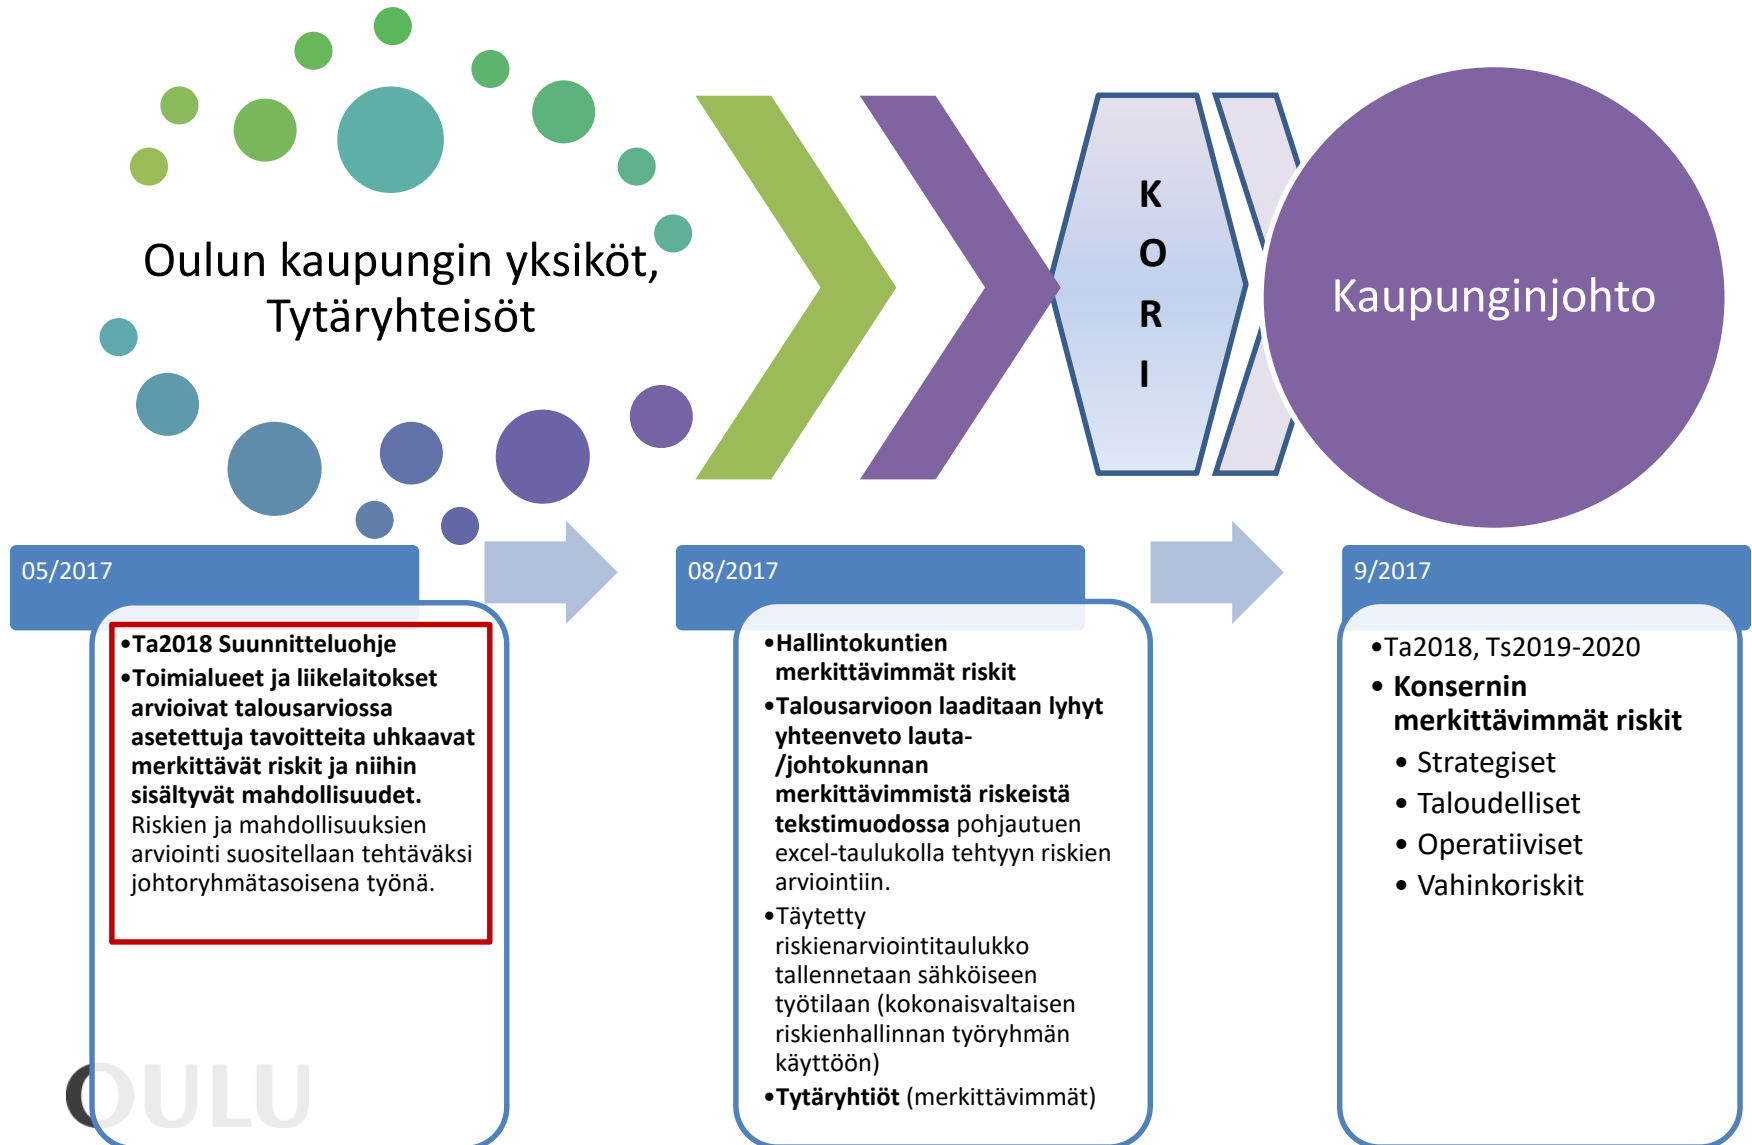 Oulun kaupungin yksiköt,
Tytäryhteisöt
K
O
R
I
Kaupunginjohto
05/2017
•Ta2018 Suunnitteluohje
•Toimialueet ja liikelaitokset
arvioivat talousarviossa
asetettuja tavoitteita uhkaavat
merkittävät riskit ja niihin
sisältyvät mahdollisuudet.
Riskien ja mahdollisuuksien
arviointi suositellaan tehtäväksi
johtoryhmätasoisena työnä.
08/2017
•Hallintokuntien
merkittävimmät riskit
•Talousarvioon laaditaan lyhyt
yhteenveto lauta-
/johtokunnan
merkittävimmistä riskeistä
tekstimuodossa pohjautuen
excel-taulukolla tehtyyn riskien
arviointiin.
•Täytetty
riskienarviointitaulukko
tallennetaan sähköiseen
työtilaan (kokonaisvaltaisen
riskienhallinnan työryhmän
käyttöön)
•Tytäryhtiöt (merkittävimmät)
9/2017
•Ta2018, Ts2019-2020
• Konsernin
merkittävimmät riskit
• Strategiset
• Taloudelliset
• Operatiiviset
• Vahinkoriskit
OULU